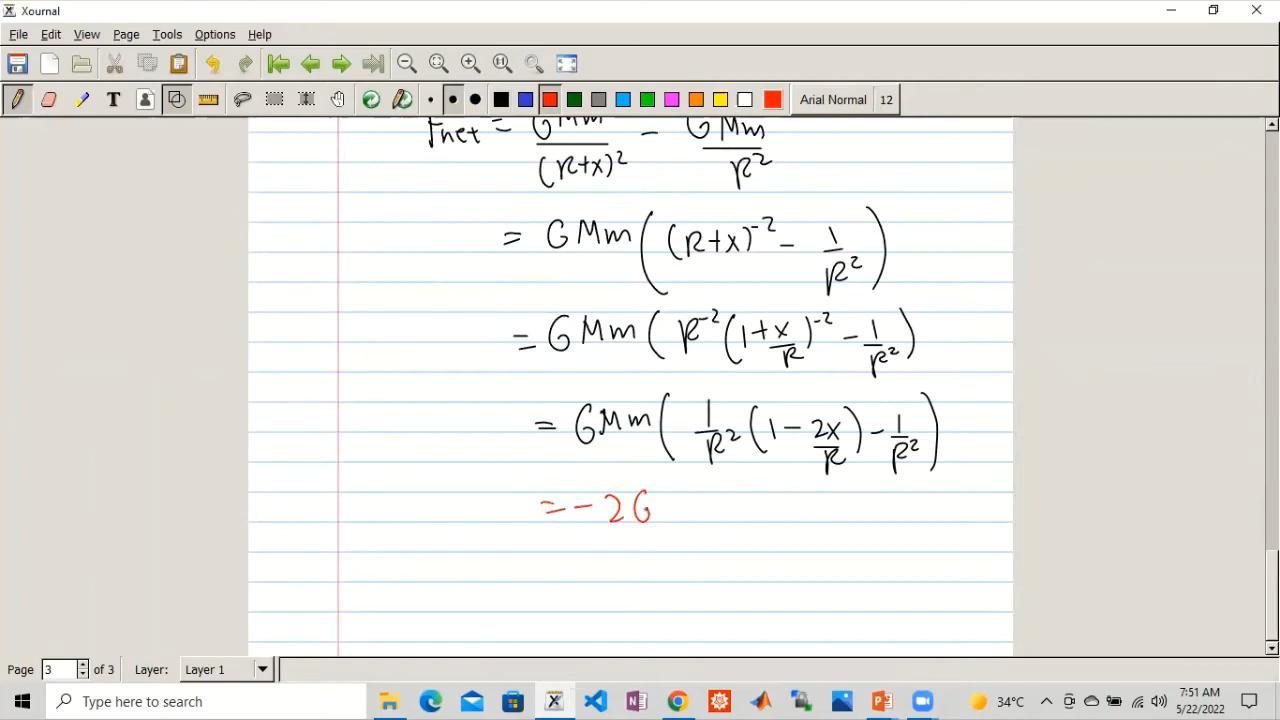 Xournal
File Edit View Page Tools Options Help
T Arial Normal 12
Fnet = GMm/(R+x)² - GMm/R²
= GMm((R+x)⁻² - 1/R²)
= GMm(R⁻²(1+x/R)⁻² - 1/R²)
= GMm(1/R²(1 - 2x/R) - 1/R²)
= -2G
Page 3 of 3 Layer: Layer 1
Type here to search
34°C
7:51 AM
5/22/2022